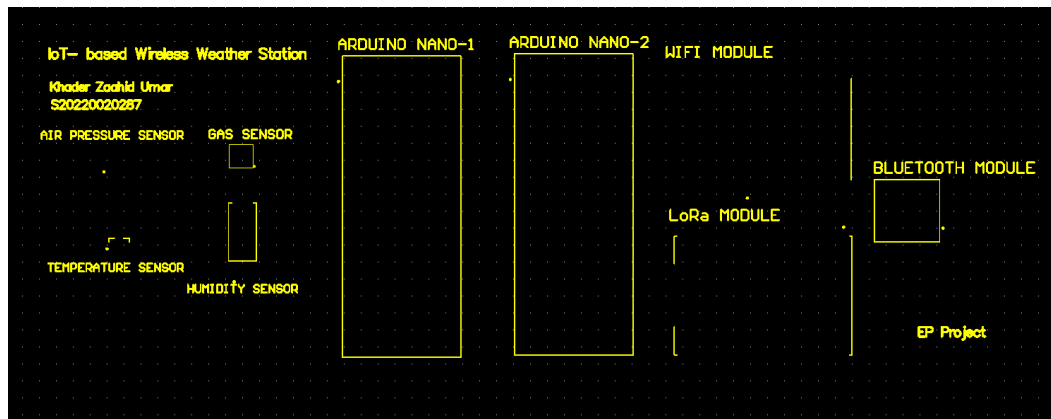 IoT- based Wireless Weather Station
Khader Zaahid Umar
S20220020287
AIR PRESSURE SENSOR
GAS SENSOR
TEMPERATURE SENSOR
HUMIDITY SENSOR
ARDUINO NANO-1
ARDUINO NANO-2
WIFI MODULE
LoRa MODULE
BLUETOOTH MODULE
EP Project